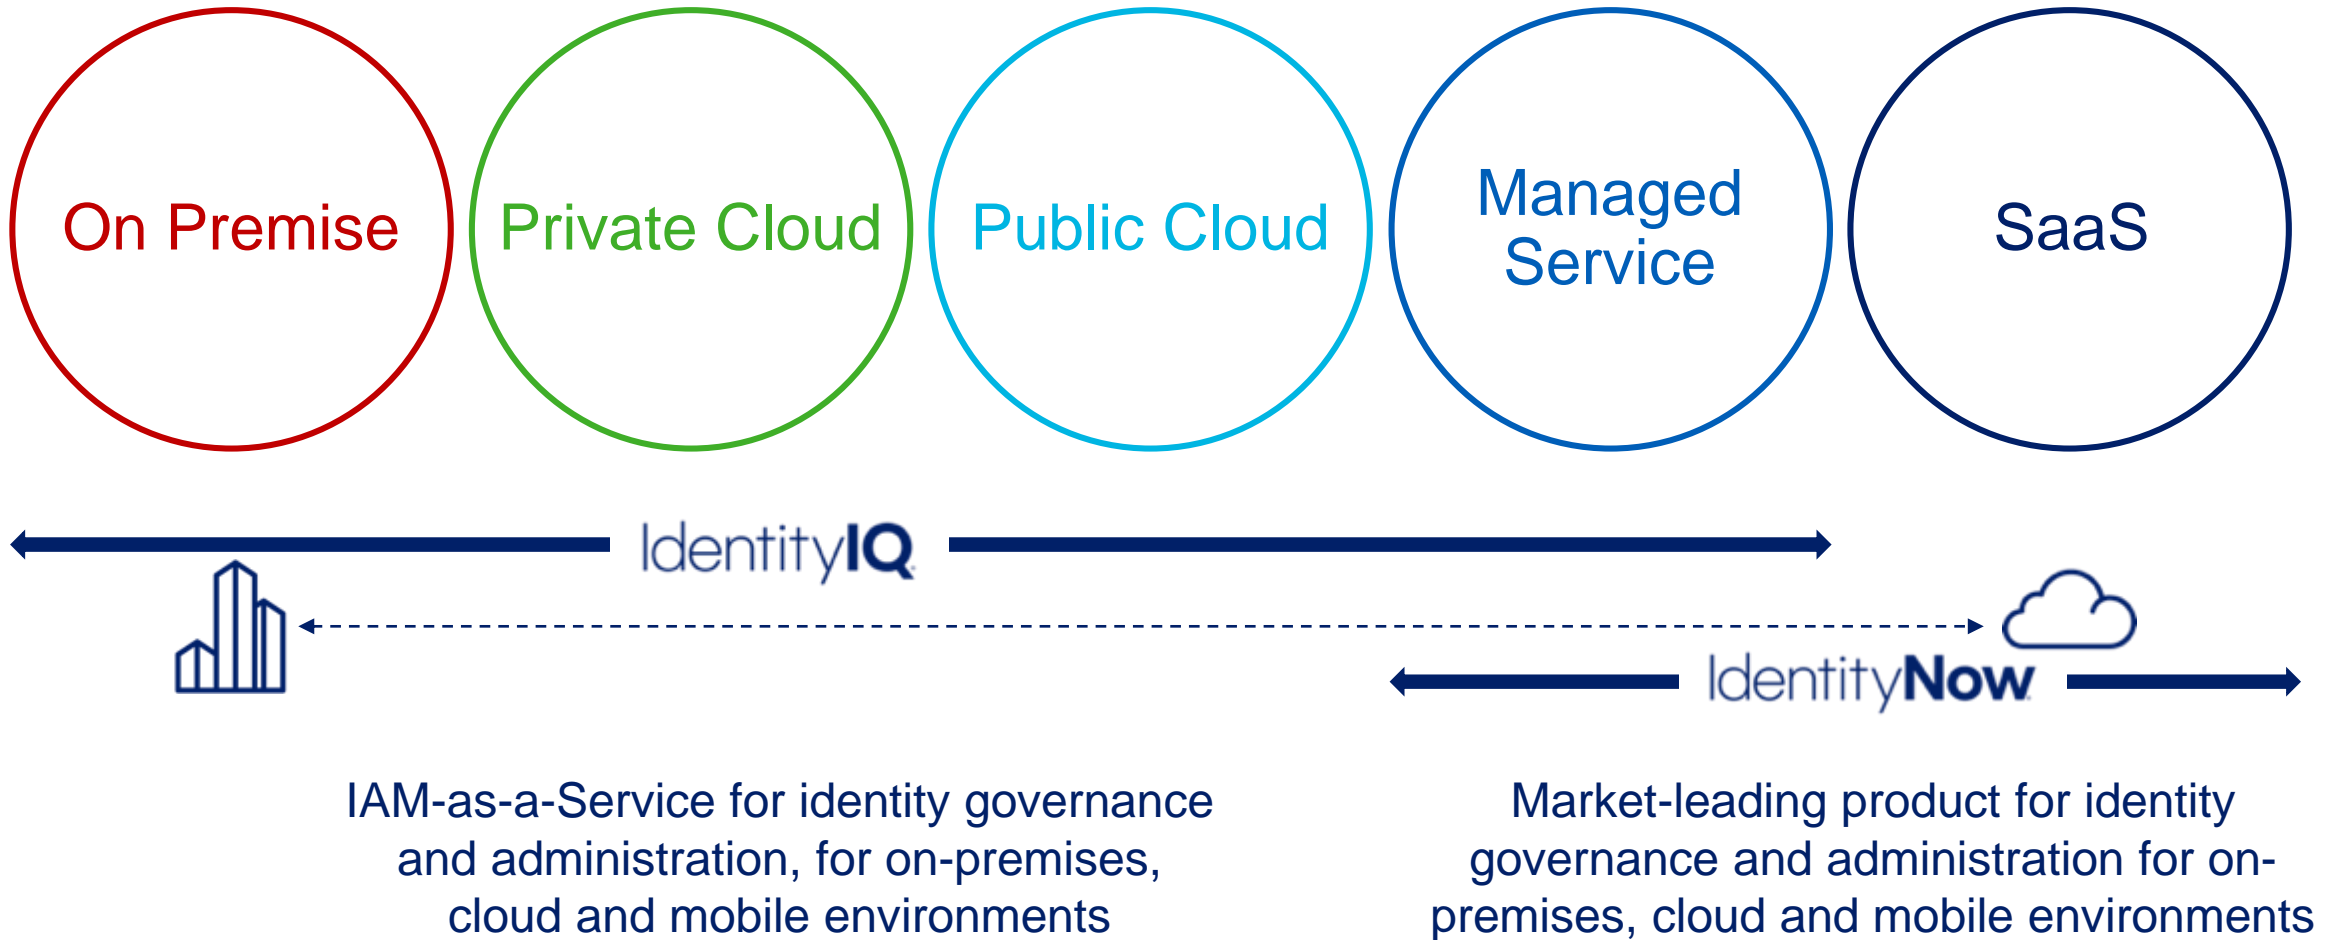 On Premise
Private Cloud
Public Cloud
Managed
Service
SaaS
IdentityIQ
IdentityNow
IAM-as-a-Service for identity governance
and administration, for on-premises,
cloud and mobile environments
Market-leading product for identity
governance and administration for on-
premises, cloud and mobile environments